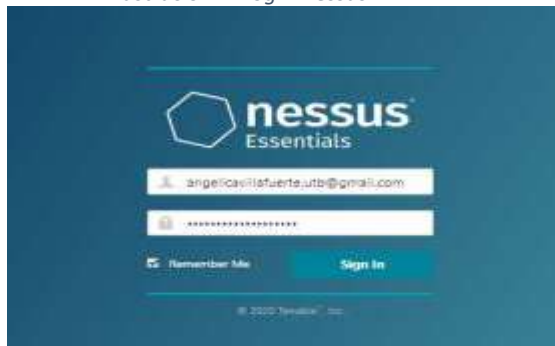 nessus
Essentials
angelicavillafuerte.utb@gmail.com
••••••••••••••••••
Remember Me
Sign In
© 2020 Tenable™, Inc.